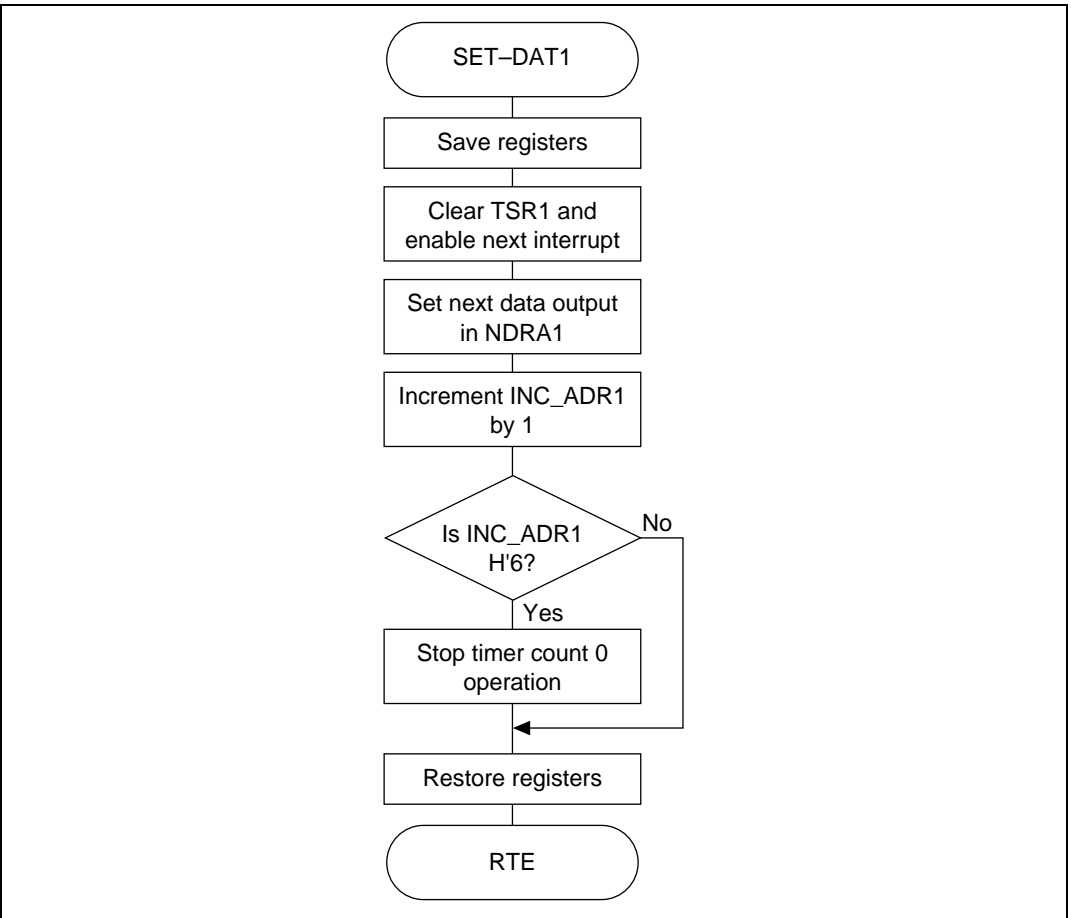 SET–DAT1
Save registers
Clear TSR1 and
enable next interrupt
Set next data output
in NDRA1
Increment INC_ADR1
by 1
Is INC_ADR1
H'6?
No
Yes
Stop timer count 0
operation
Restore registers
RTE